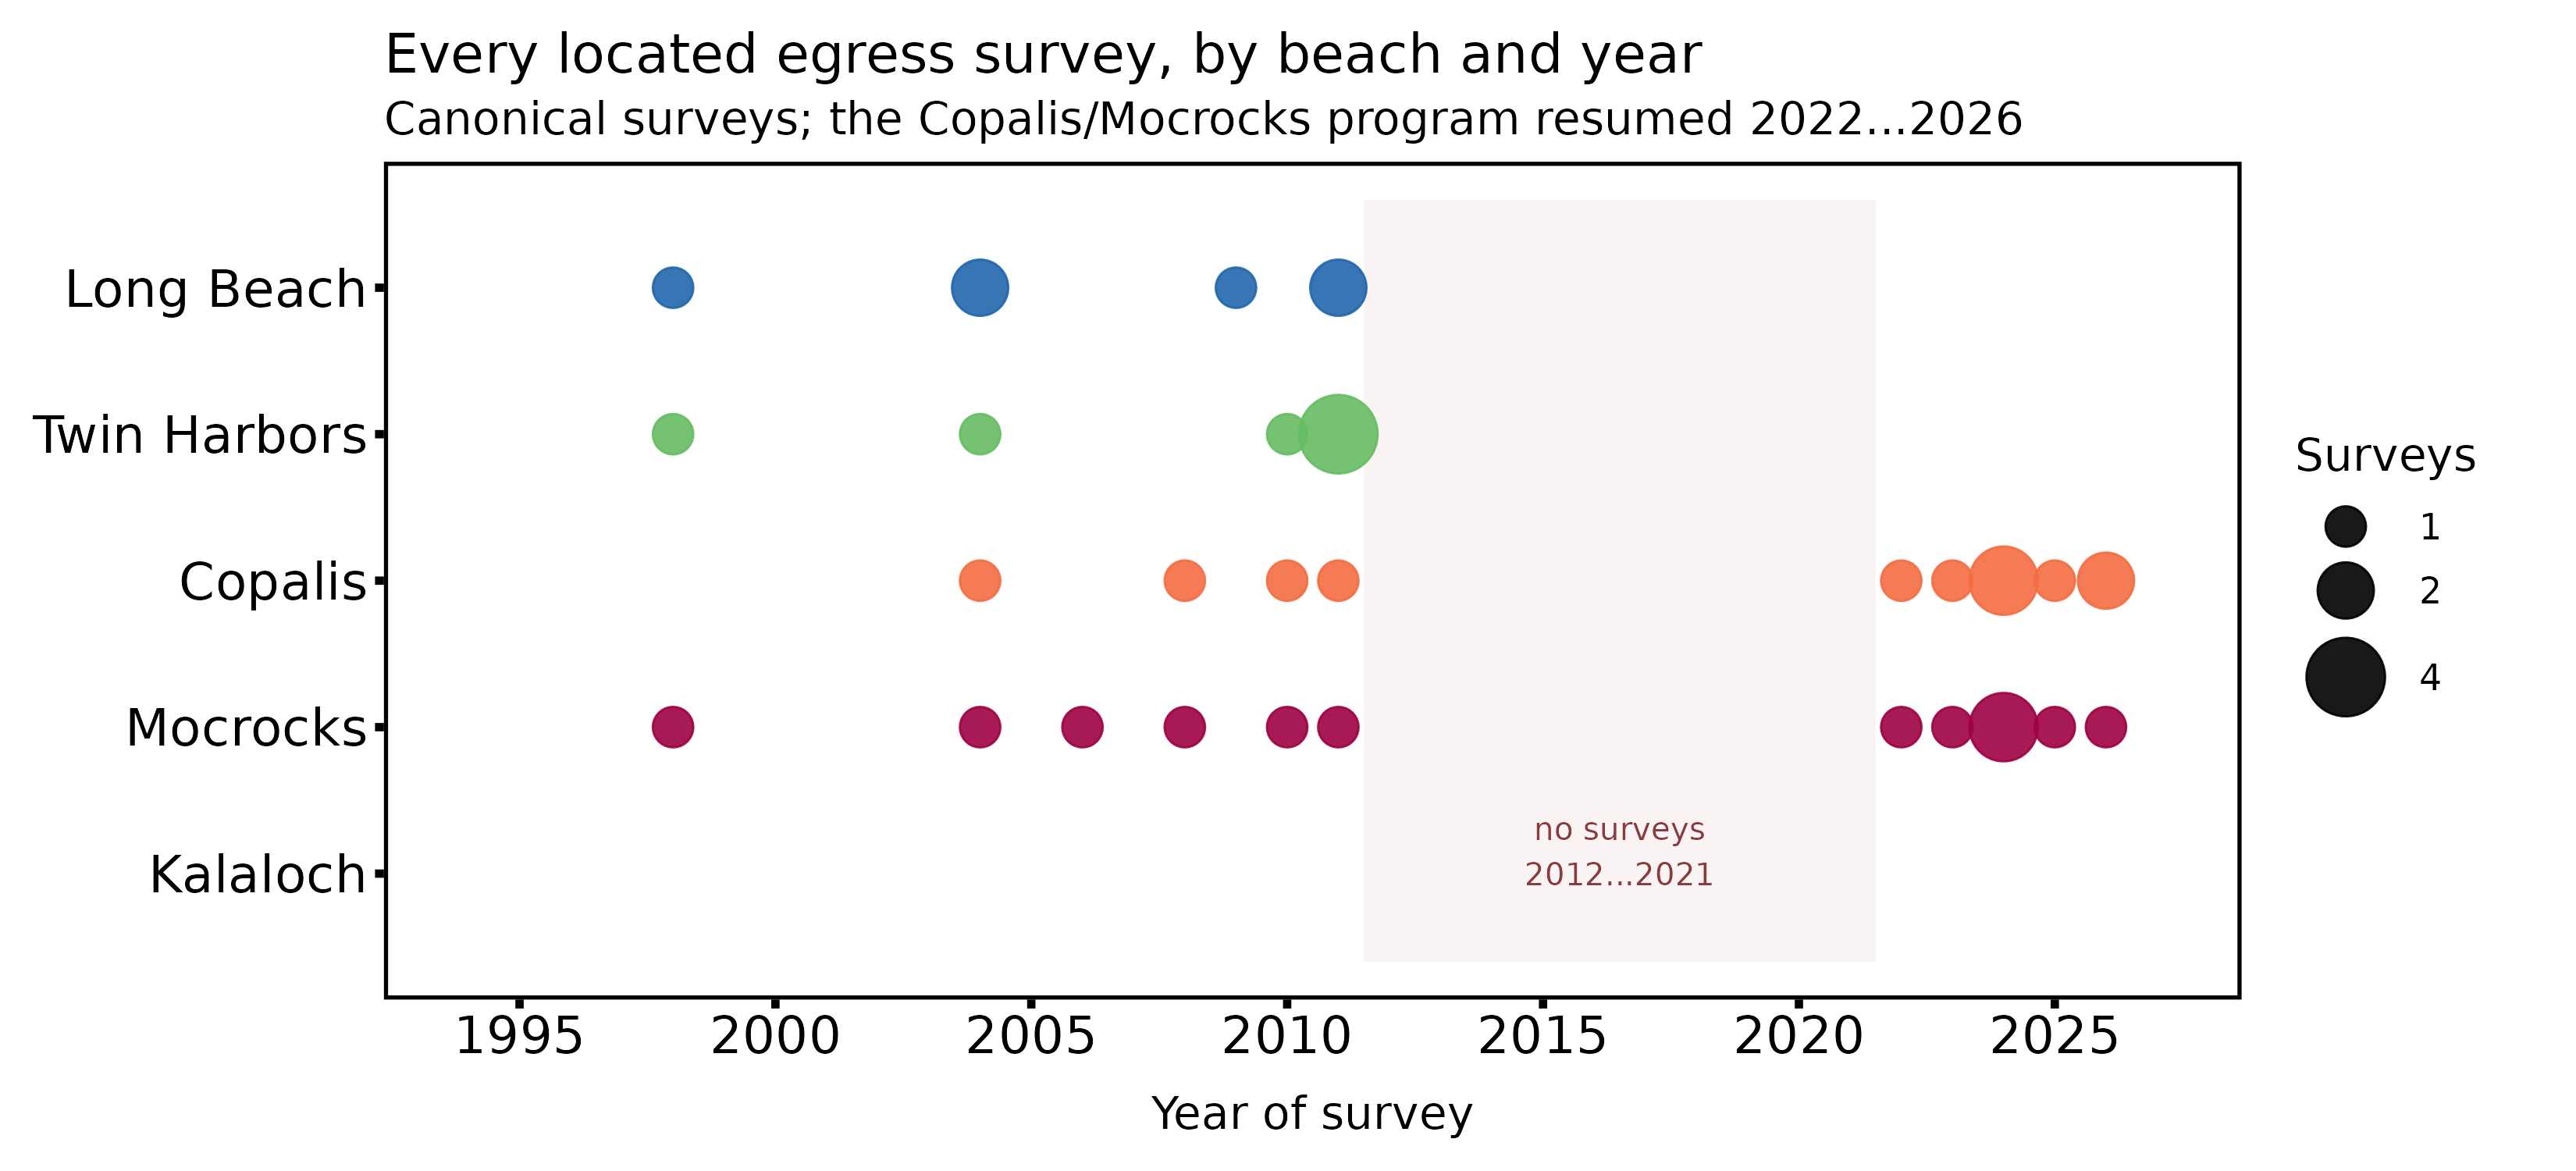 Every located egress survey, by beach and year
Canonical surveys; the Copalis/Mocrocks program resumed 2022...2026
Long Beach
Twin Harbors
Copalis
Mocrocks
Kalaloch
no surveys
2012...2021
1995 2000 2005 2010 2015 2020 2025
Year of survey
Surveys
1
2
4